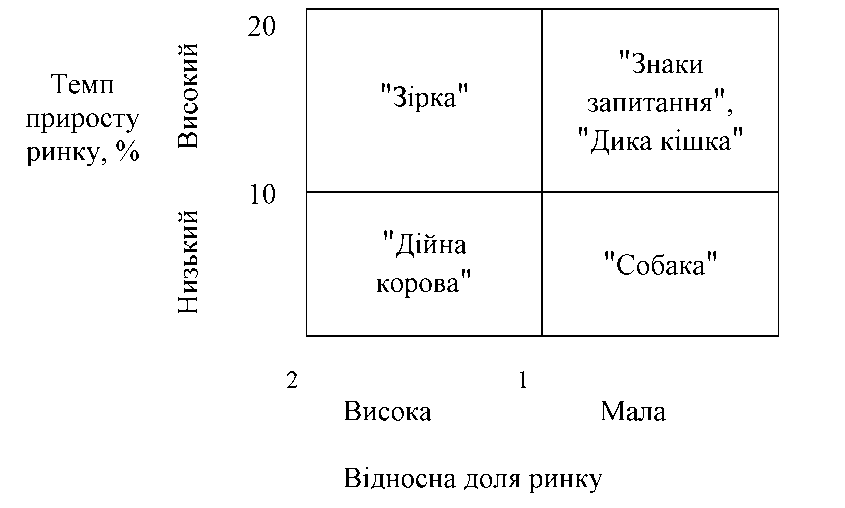 Темп
приросту
ринку, %
Високий
20
"Зірка"
"Знаки
запитання",
"Дика кішка"
Низький
10
"Дійна
корова"
"Собака"
2
1
Висока
Мала
Відносна доля ринку